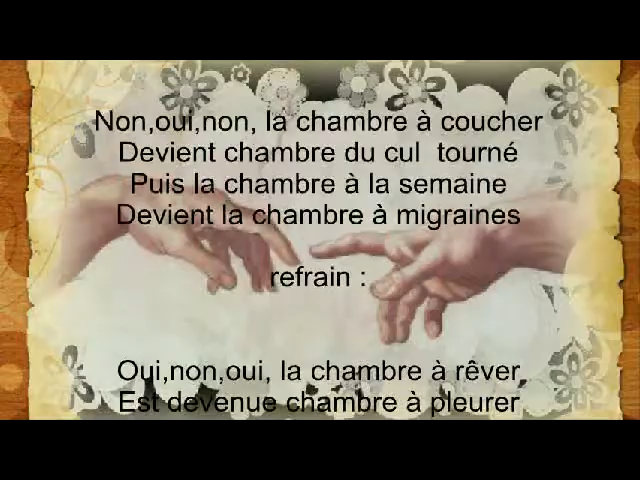 Non,oui,non, la chambre à coucher
Devient chambre du cul tourné
Puis la chambre à la semaine
Devient la chambre à migraines
refrain :
Oui,non,oui, la chambre à rêver
Est devenue chambre à pleurer